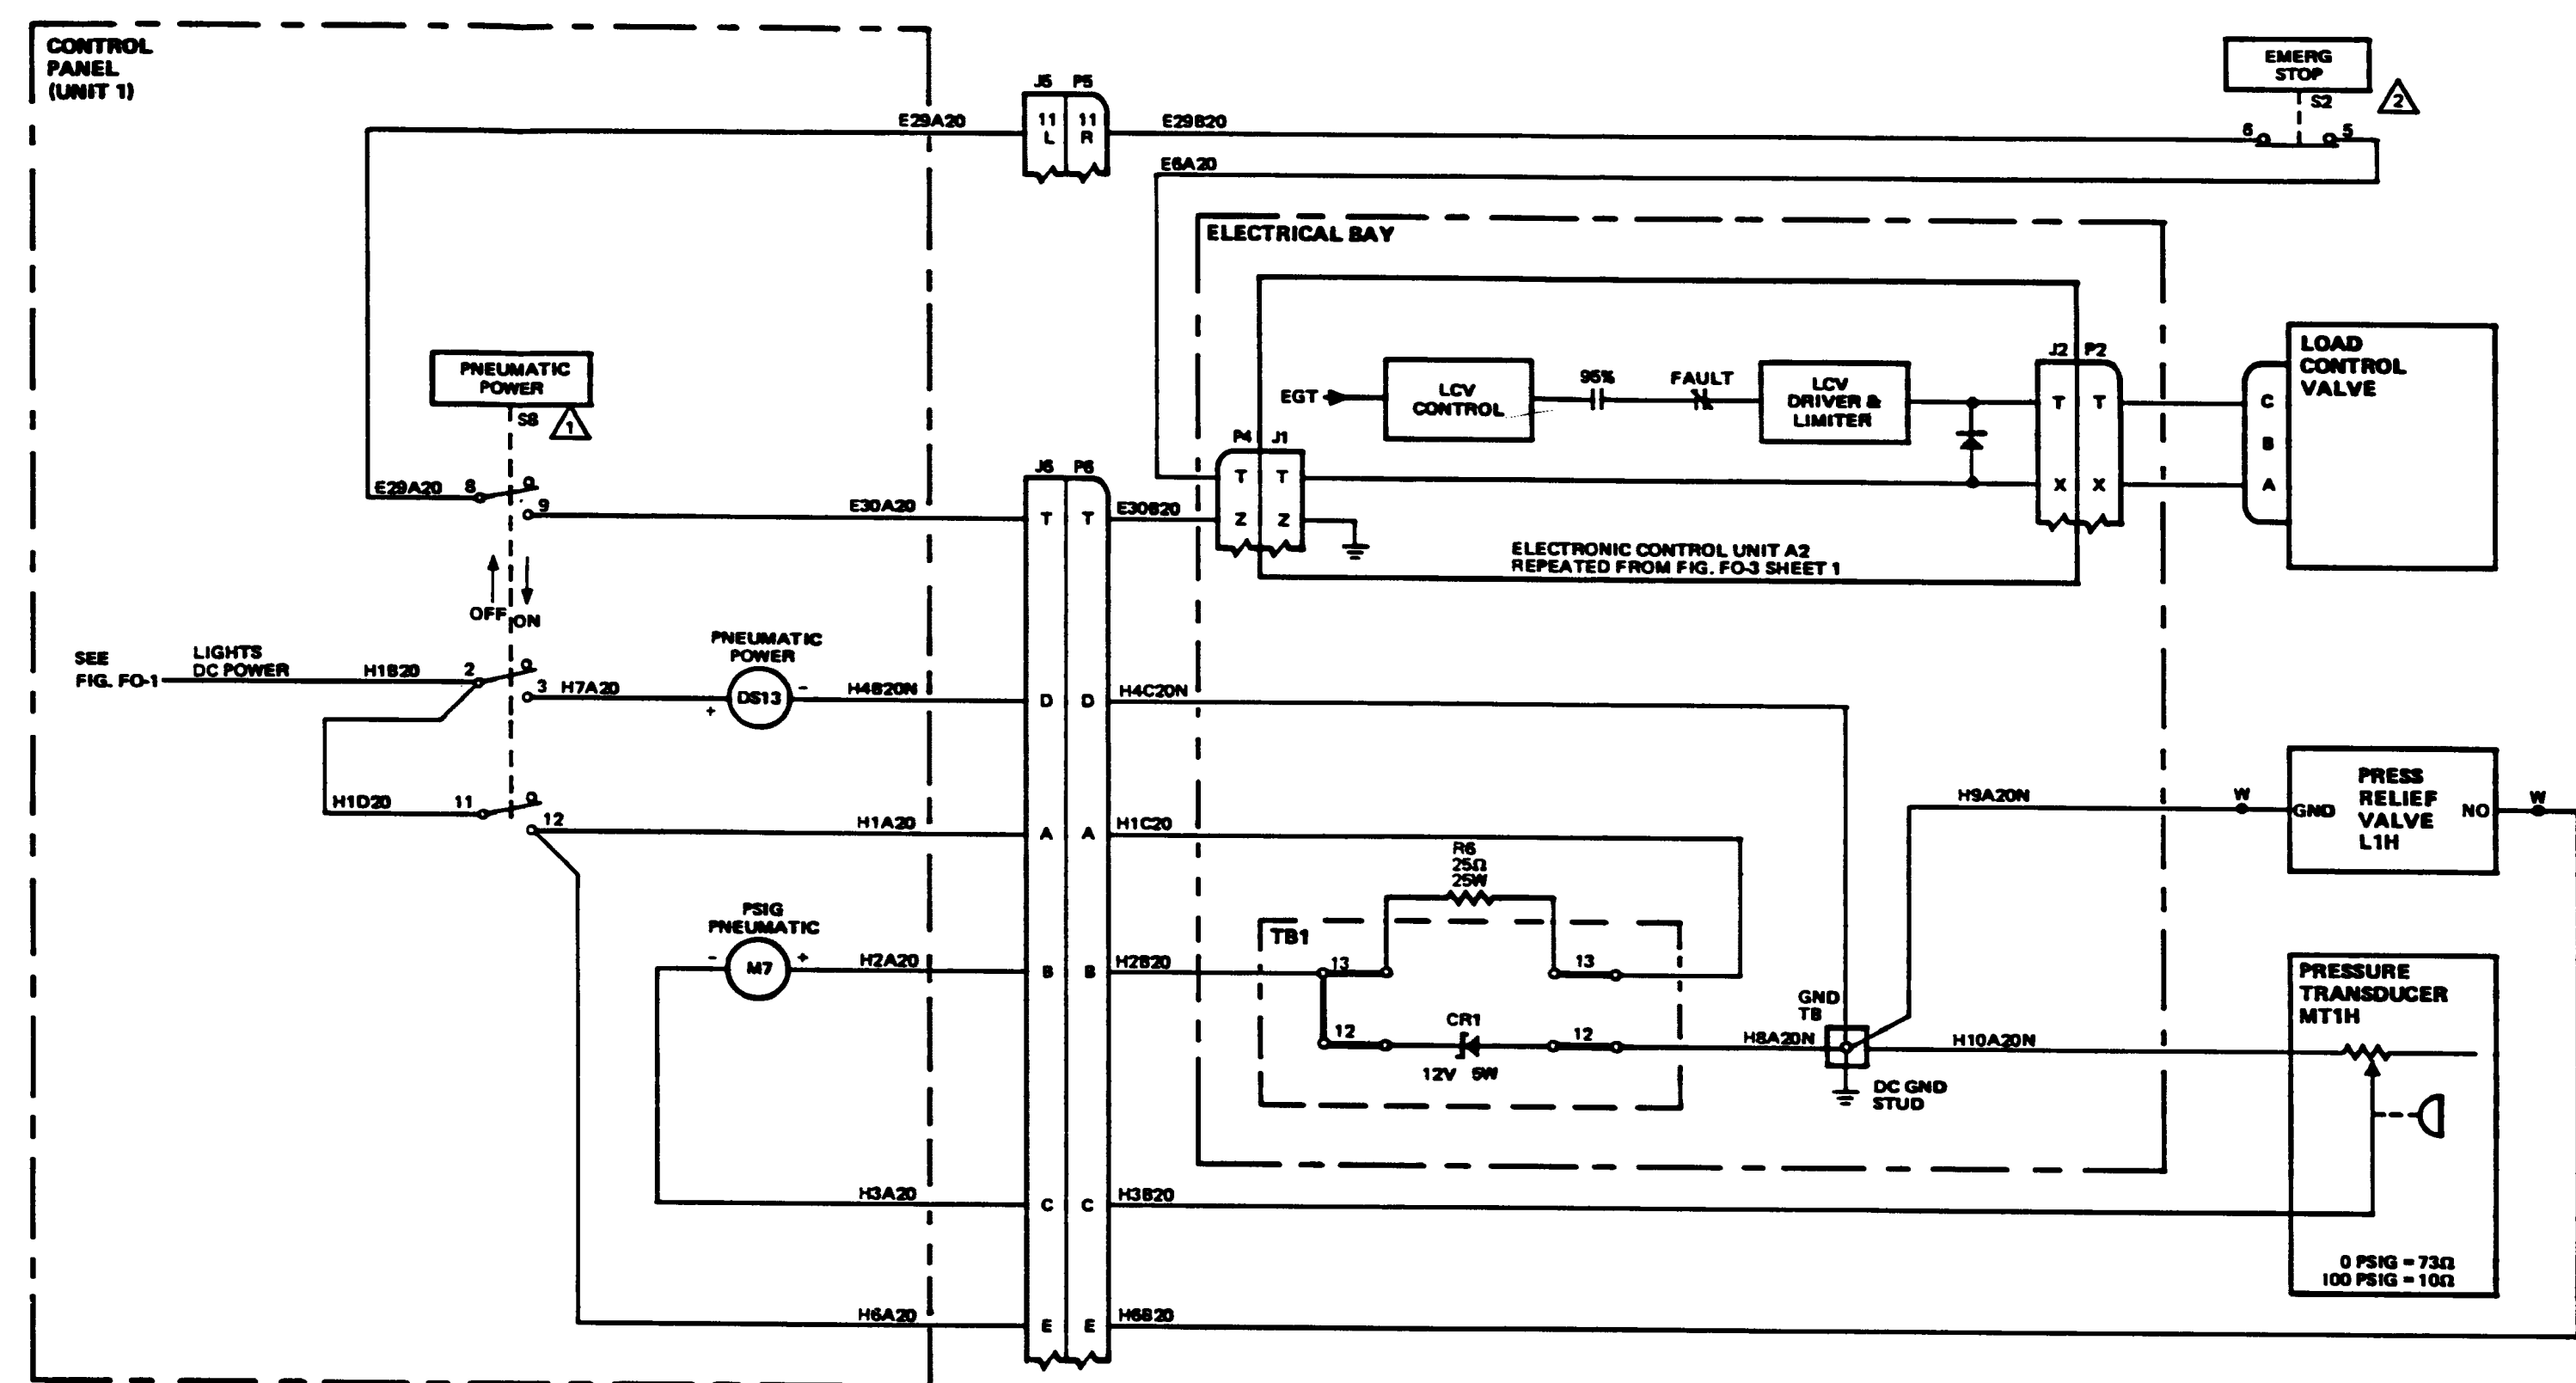 CONTROL
PANEL
(UNIT 1)
J5 P5
11 11
L R
E29A20
E29B20
E6A20
EMERG
STOP
S2
2
6
5
ELECTRICAL BAY
PNEUMATIC
POWER
S8
1
E29A20
8
9
E30A20
J6 P6
T T
E30B20
P4 J1
T T
Z Z
EGT
LCV
CONTROL
95%
FAULT
LCV
DRIVER &
LIMITER
J2 P2
T T
X X
C
B
A
LOAD
CONTROL
VALVE
ELECTRONIC CONTROL UNIT A2
REPEATED FROM FIG. FO-3 SHEET 1
OFF
ON
SEE
FIG. FO-1
LIGHTS
DC POWER
H1B20
2
3
H7A20
PNEUMATIC
POWER
DS13
+
-
H4B20N
D D
H4C20N
H1D20
11
12
H1A20
A A
H1C20
H9A20N
W
GND
PRESS
RELIEF
VALVE
L1H
NO
W
R6
25Ω
25W
PSIG
PNEUMATIC
-
M7
+
H2A20
B B
H2B20
TB1
13
13
12
CR1
12
12V 5W
H8A20N
GND
TB
H10A20N
DC GND
STUD
PRESSURE
TRANSDUCER
MT1H
H3A20
C C
H3B20
0 PSIG = 73Ω
100 PSIG = 10Ω
H6A20
E E
H6B20